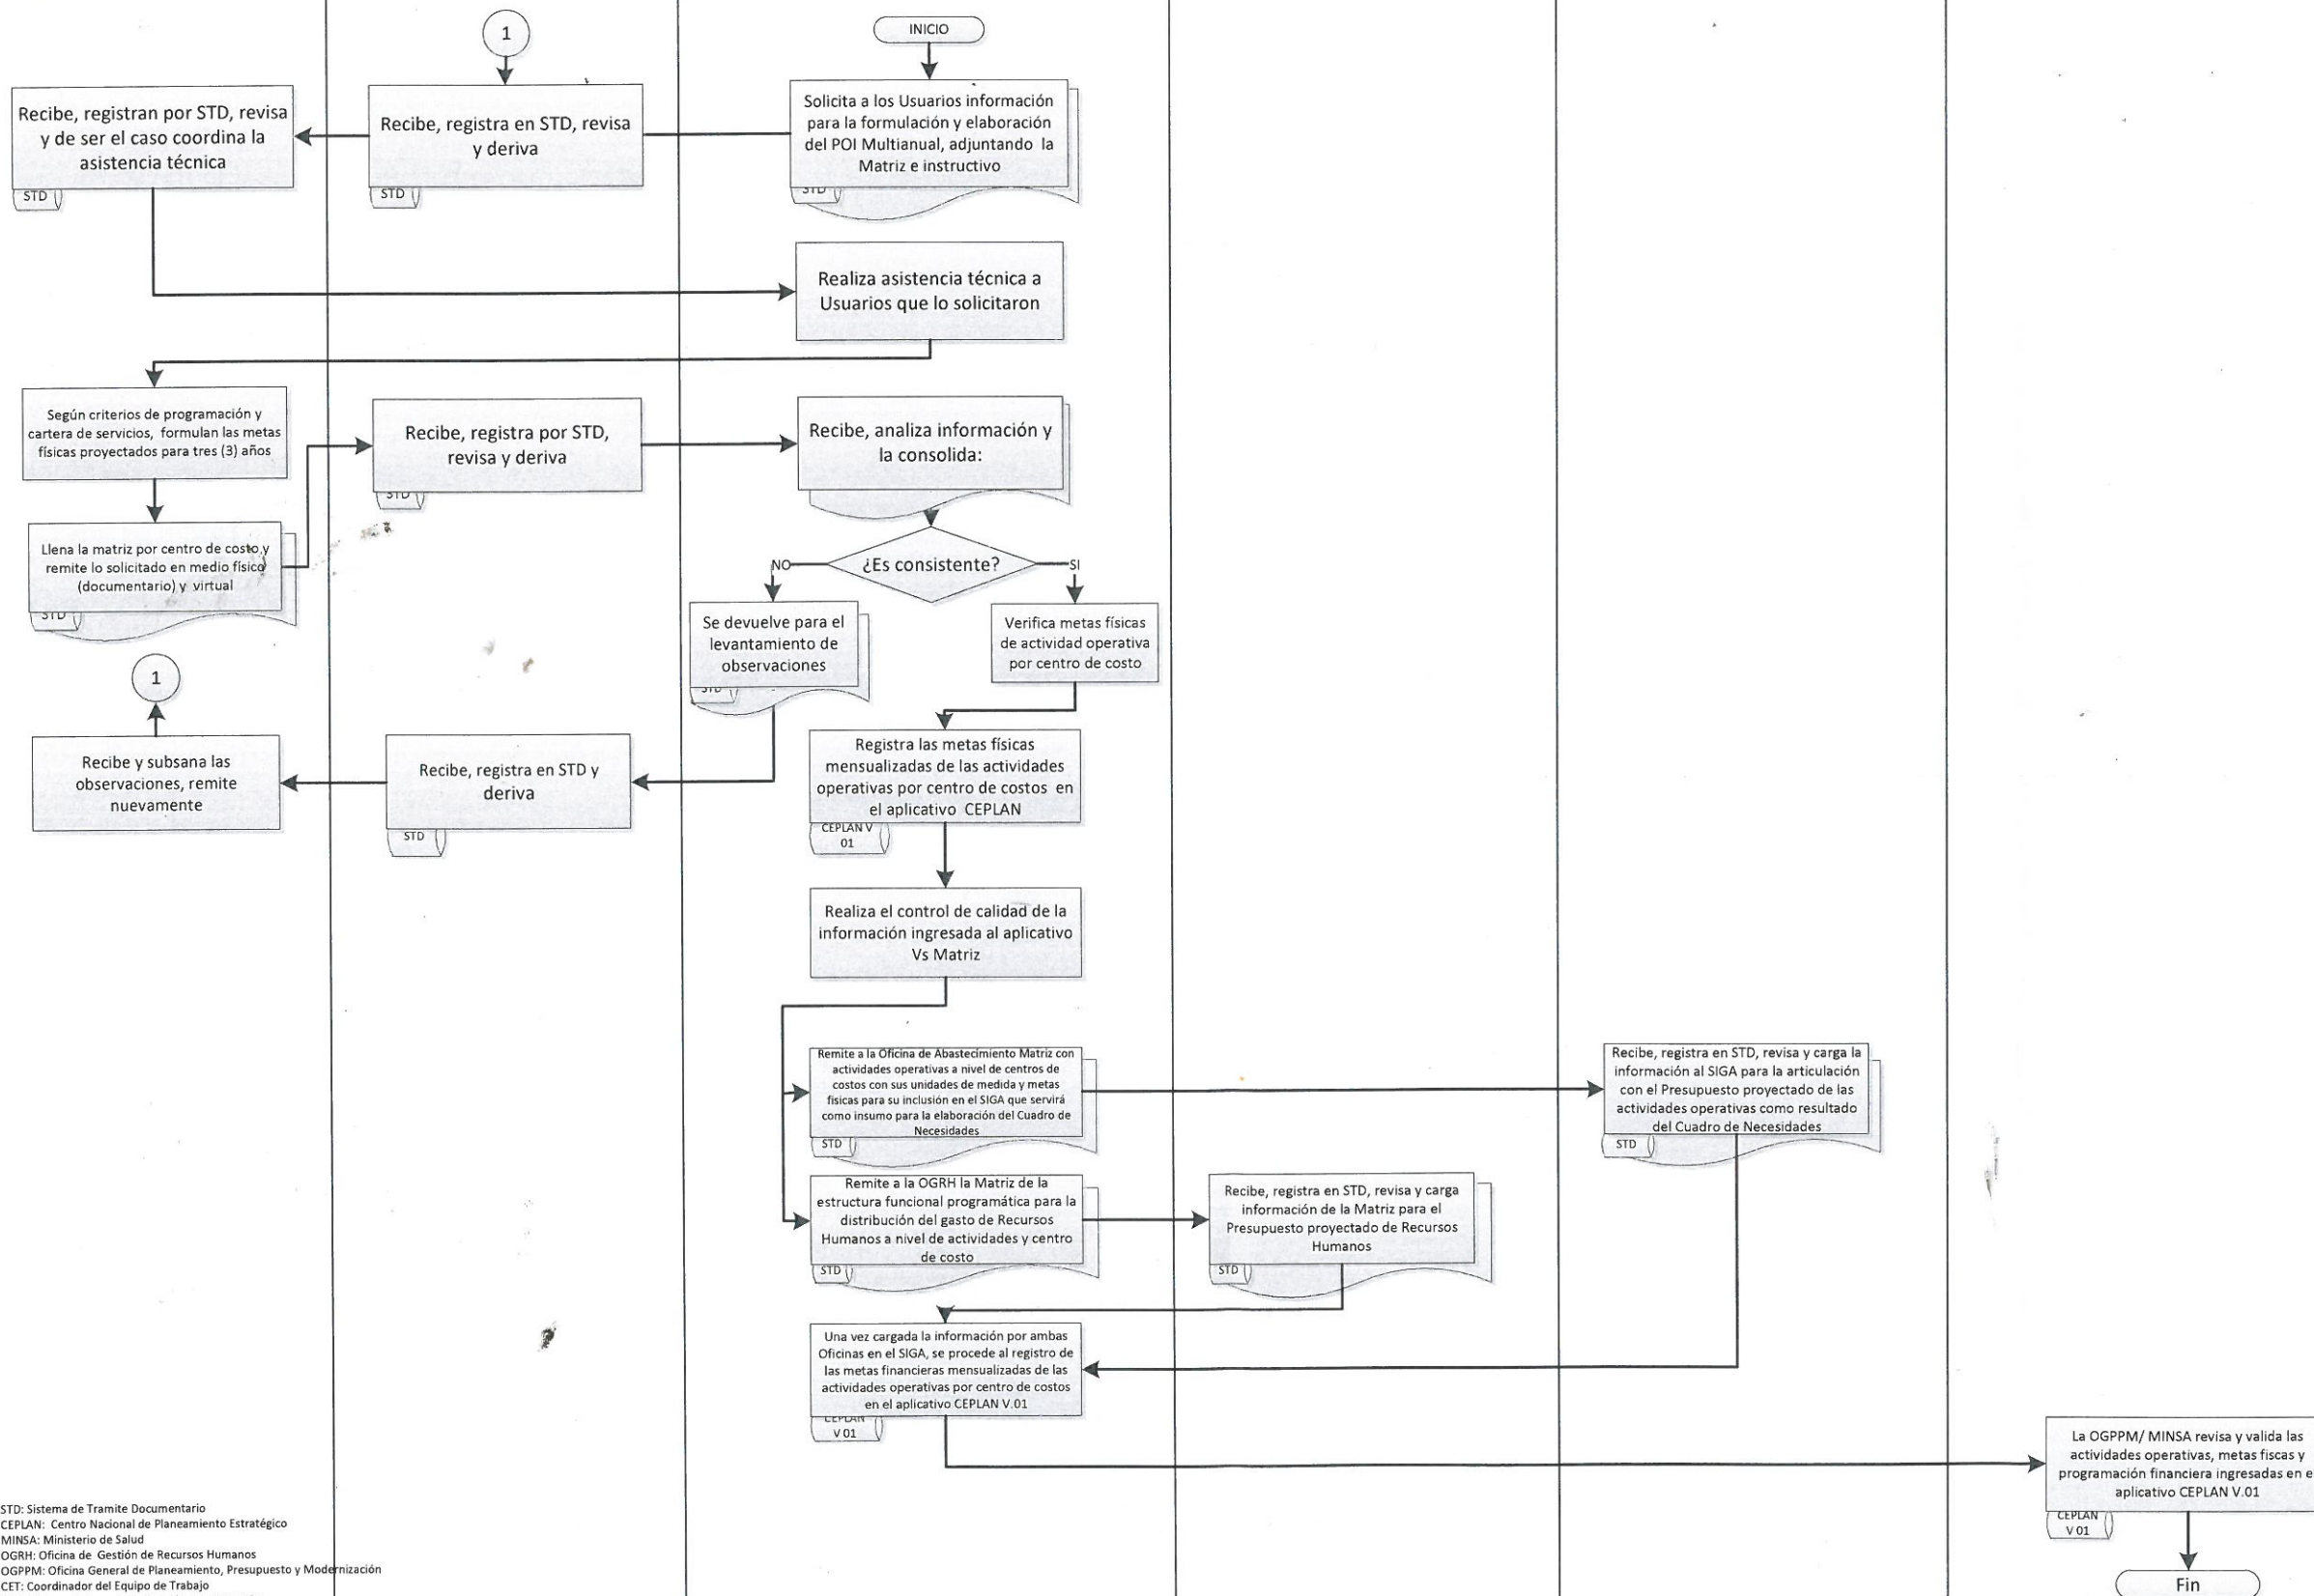 1
INICIO
Recibe, registran por STD, revisa
y de ser el caso coordina la
asistencia técnica
STD
Recibe, registra en STD, revisa
y deriva
STD
Solicita a los Usuarios información
para la formulación y elaboración
del POI Multianual, adjuntando la
Matriz e instructivo
STD
Realiza asistencia técnica a
Usuarios que lo solicitaron
Según criterios de programación y
cartera de servicios, formulan las metas
físicas proyectados para tres (3) años
Recibe, registra por STD,
revisa y deriva
STD
Recibe, analiza información y
la consolida:
Llena la matriz por centro de costo,y
remite lo solicitado en medio físico
(documentario) y virtual
STD
NO
¿Es consistente?
SI
Se devuelve para el
levantamiento de
observaciones
STD
Verifica metas físicas
de actividad operativa
por centro de costo
1
Recibe y subsana las
observaciones, remite
nuevamente
Recibe, registra en STD y
deriva
STD
Registra las metas físicas
mensualizadas de las actividades
operativas por centro de costos en
el aplicativo CEPLAN
CEPLAN V
01
Realiza el control de calidad de la
información ingresada al aplicativo
Vs Matriz
Remite a la Oficina de Abastecimiento Matriz con
actividades operativas a nivel de centros de
costos con sus unidades de medida y metas
físicas para su inclusión en el SIGA que servirá
como insumo para la elaboración del Cuadro de
Necesidades
STD
Recibe, registra en STD, revisa y carga la
información al SIGA para la articulación
con el Presupuesto proyectado de las
actividades operativas como resultado
del Cuadro de Necesidades
STD
Remite a la OGRH la Matriz de la
estructura funcional programática para la
distribución del gasto de Recursos
Humanos a nivel de actividades y centro
de costo
STD
Recibe, registra en STD, revisa y carga
información de la Matriz para el
Presupuesto proyectado de Recursos
Humanos
STD
Una vez cargada la información por ambas
Oficinas en el SIGA, se procede al registro de
las metas financieras mensualizadas de las
actividades operativas por centro de costos
en el aplicativo CEPLAN V.01
CEPLAN
V 01
La OGPPM/ MINSA revisa y valida las
actividades operativas, metas fiscas y
programación financiera ingresadas en e
aplicativo CEPLAN V.01
CEPLAN
V 01
Fin
STD: Sistema de Tramite Documentario
CEPLAN: Centro Nacional de Planeamiento Estratégico
MINSA: Ministerio de Salud
OGRH: Oficina de Gestión de Recursos Humanos
OGPPM: Oficina General de Planeamiento, Presupuesto y Modernización
CET: Coordinador del Equipo de Trabajo